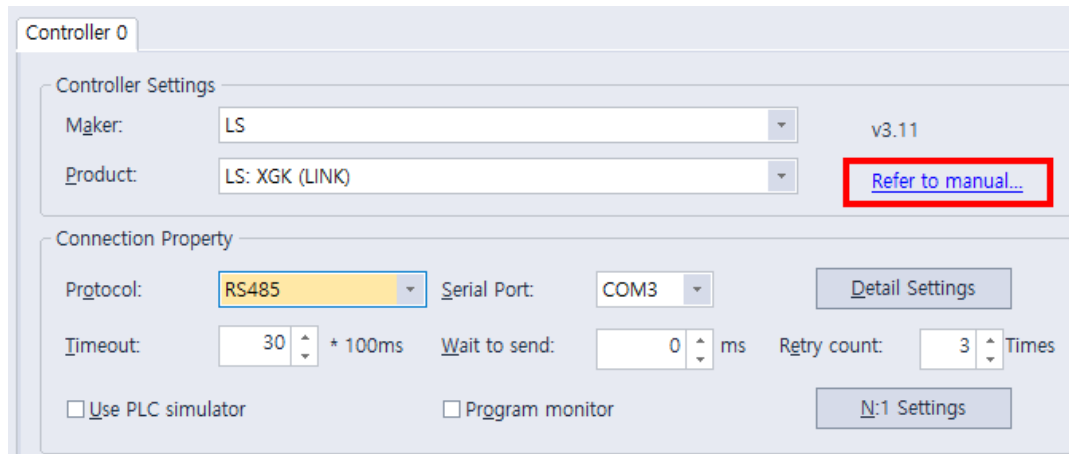 Controller 0
Controller Settings
Maker: LS v3.11
Product: LS: XGK (LINK) Refer to manual...
Connection Property
Protocol: RS485 Serial Port: COM3 Detail Settings
Timeout: 30 * 100ms Wait to send: 0 ms Retry count: 3 Times
Use PLC simulator Program monitor N:1 Settings